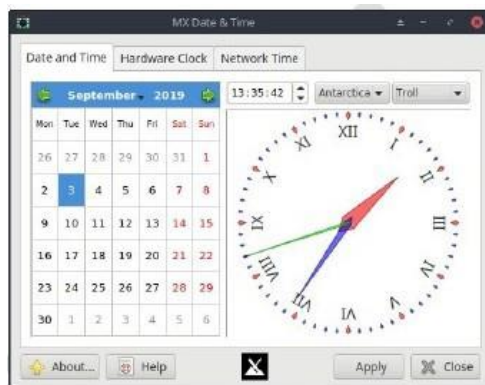 MX Date & Time
Date and Time Hardware Clock Network Time
September 2019 13:35:42 Antarctica Troll
Mon Tue Wed Thu Fri Sat Sun
26 27 28 29 30 31 1
2 3 4 5 6 7 8
9 10 11 12 13 14 15
16 17 18 19 20 21 22
23 24 25 26 27 28 29
30 1 2 3 4 5 6
XII
I
II
III
IV
V
VI
VII
VIII
IX
X
XI
About... Help X Apply Close